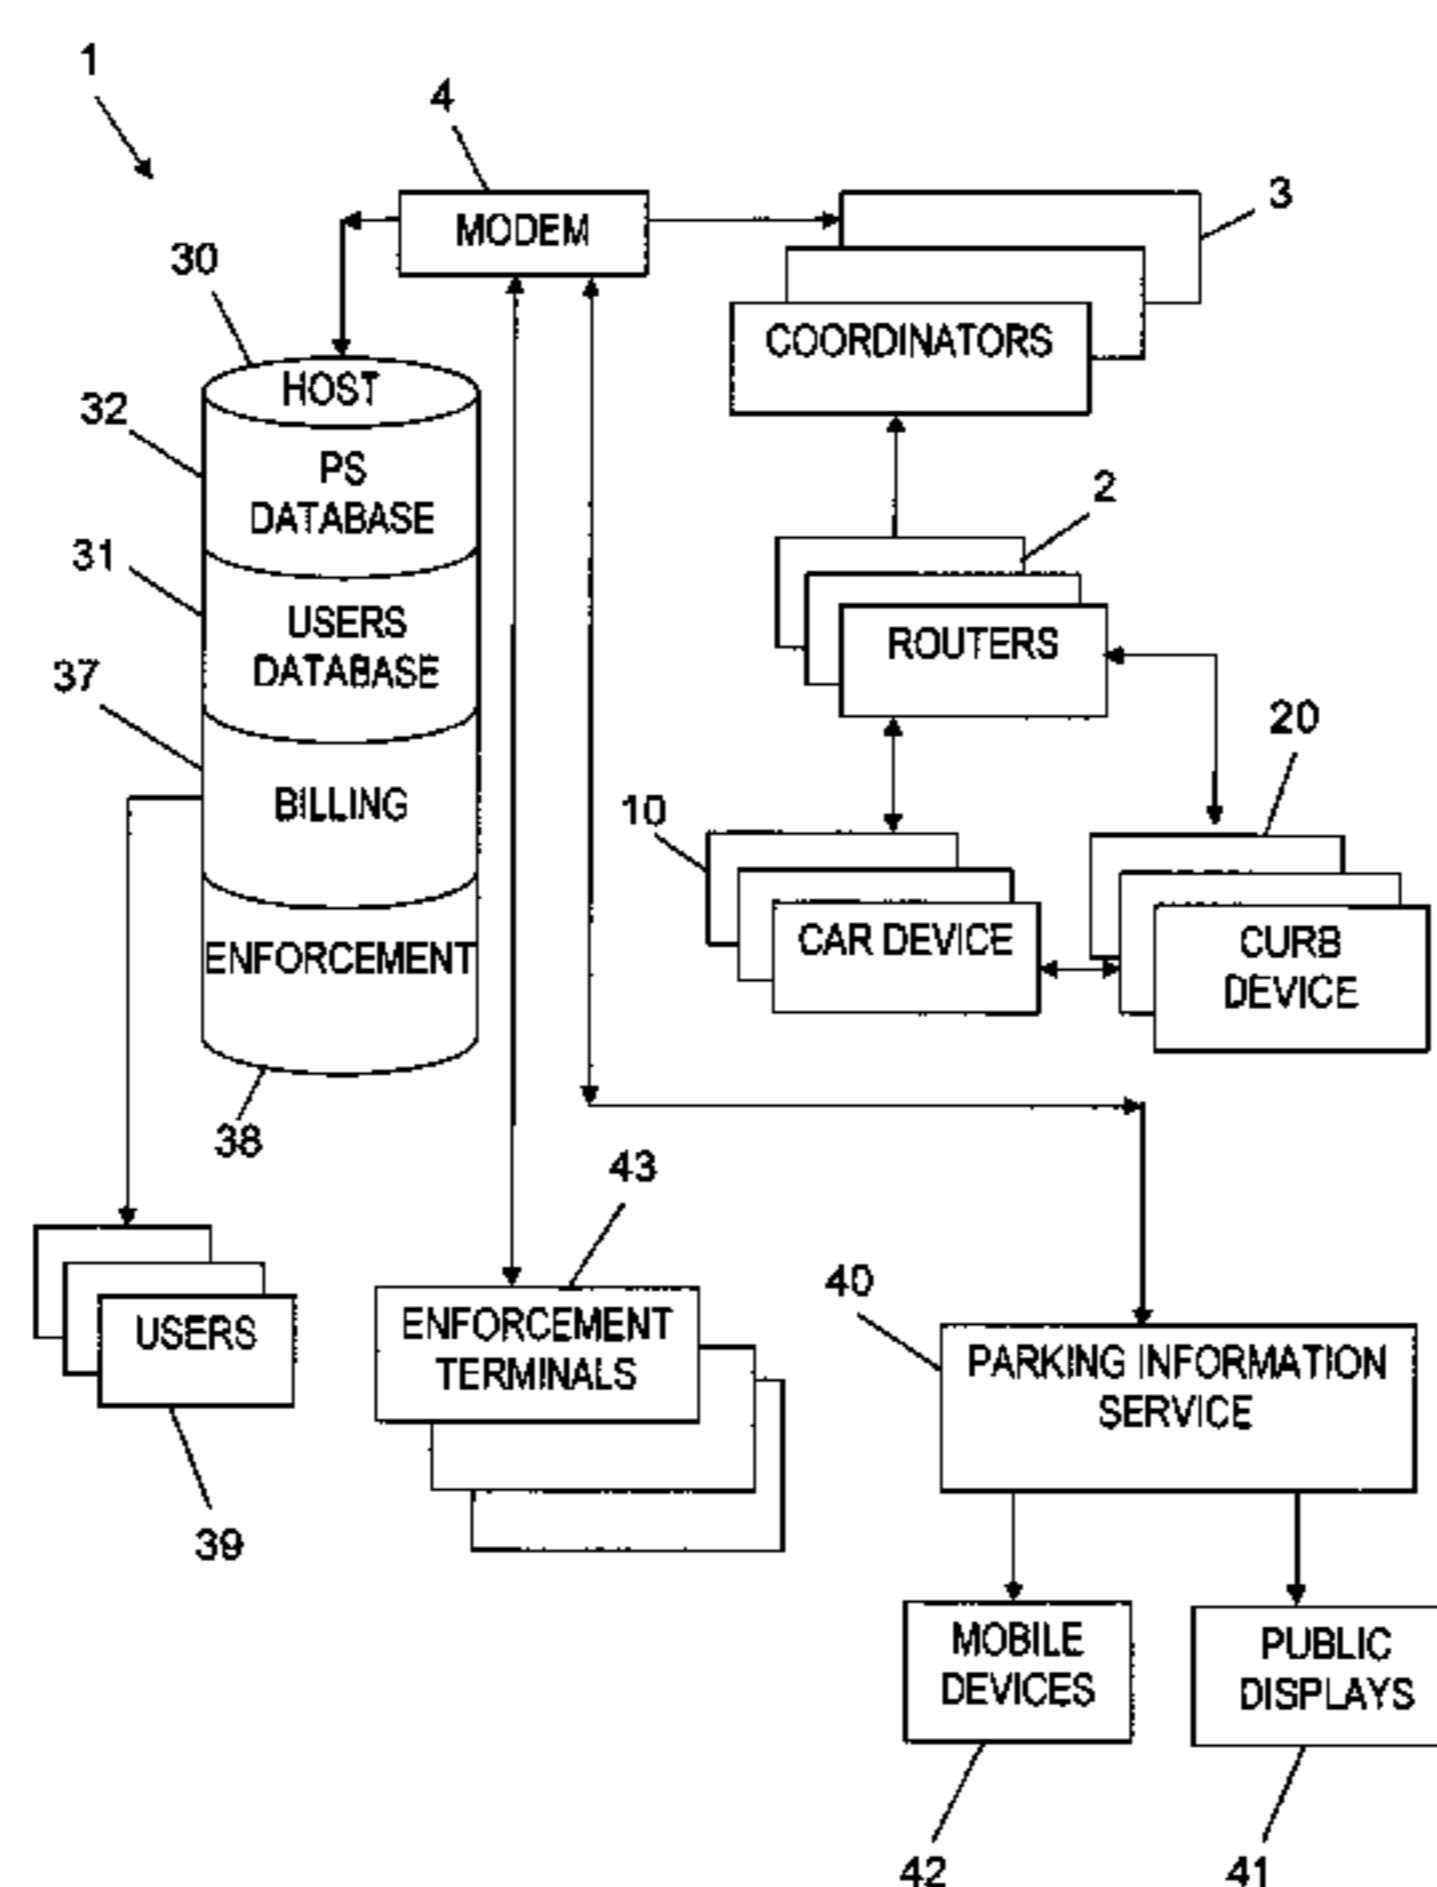 1
4
MODEM
3
30
HOST
COORDINATORS
32
PS
DATABASE
2
31
USERS
DATABASE
ROUTERS
37
20
BILLING
10
CAR DEVICE
CURB
DEVICE
ENFORCEMENT
38
43
40
USERS
ENFORCEMENT
TERMINALS
PARKING INFORMATION
SERVICE
39
MOBILE
DEVICES
PUBLIC
DISPLAYS
42
41